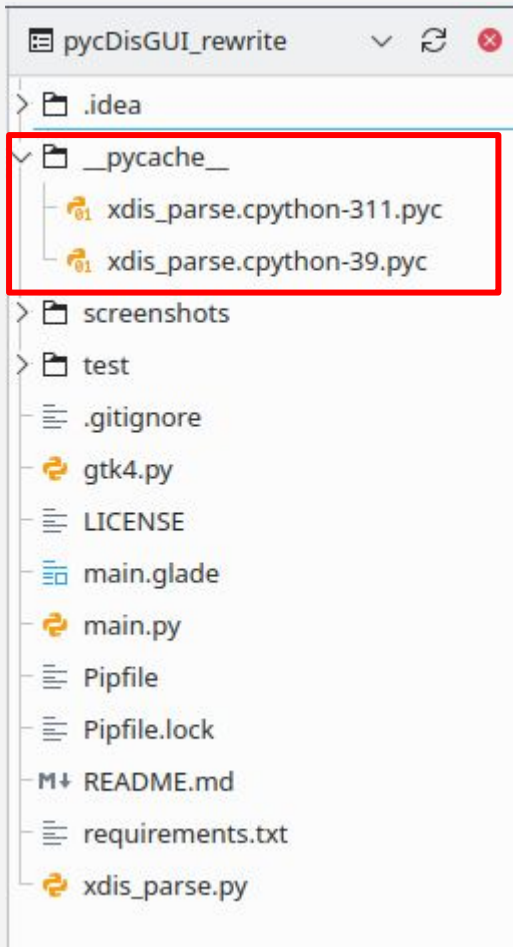 pycDisGUI_rewrite
.idea
__pycache__
xdis_parse.cpython-311.pyc
xdis_parse.cpython-39.pyc
screenshots
test
.gitignore
gtk4.py
LICENSE
main.glade
main.py
Pipfile
Pipfile.lock
README.md
requirements.txt
xdis_parse.py